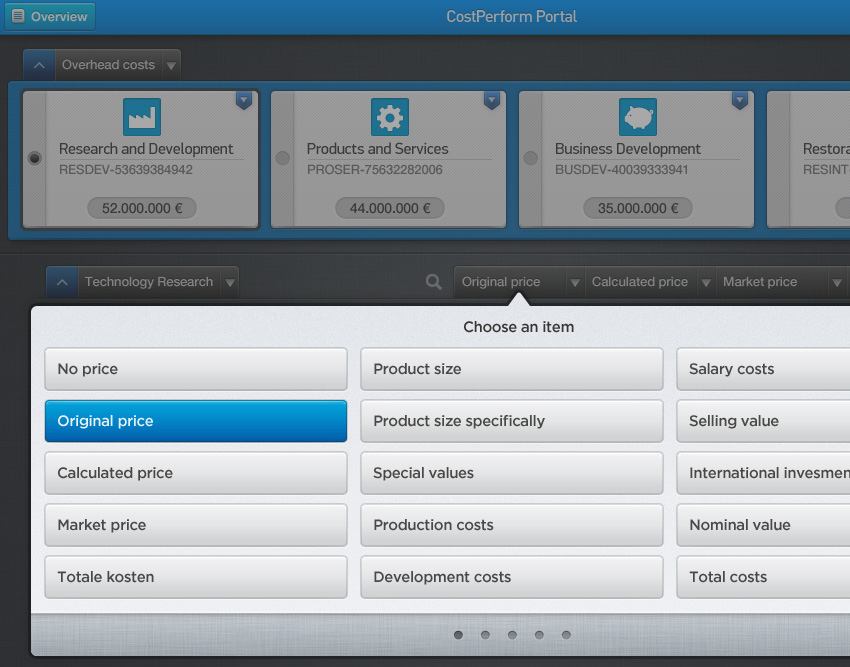 Overview
CostPerform Portal
Overhead costs
Research and Development
RESDEV-53639384942
52.000.000 €
Products and Services
PROSER-75632282006
44.000.000 €
Business Development
BUSDEV-40039333941
35.000.000 €
Restora
RESINT
Technology Research
Original price
Calculated price
Market price
Choose an item
No price
Product size
Salary costs
Original price
Product size specifically
Selling value
Calculated price
Special values
International invesmen
Market price
Production costs
Nominal value
Totale kosten
Development costs
Total costs